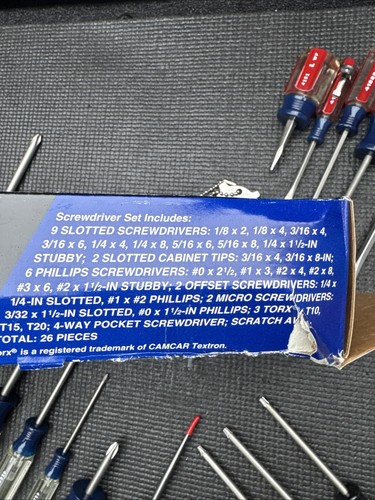 Screwdriver Set Includes:
9 SLOTTED SCREWDRIVERS: 1/8 x 2, 1/8 x 4, 3/16 x 4,
3/16 x 6, 1/4 x 4, 1/4 x 8, 5/16 x 6, 5/16 x 8, 1/4 x 1½-IN
STUBBY; 2 SLOTTED CABINET TIPS: 3/16 x 4, 3/16 x 8-IN;
6 PHILLIPS SCREWDRIVERS: #0 x 2½, #1 x 3, #2 x 4, #2 x 8,
#3 x 6, #2 x 1½-IN STUBBY; 2 OFFSET SCREWDRIVERS: 1/4 x
1/4-IN SLOTTED, #1 x #2 PHILLIPS; 2 MICRO SCREWDRIVERS:
3/32 x 1½-IN SLOTTED, #0 x 1½-IN PHILLIPS; 3 TORX T10,
T15, T20; 4-WAY POCKET SCREWDRIVER; SCRATCH
TOTAL: 26 PIECES
is a registered trademark of CAMCAR Textron.